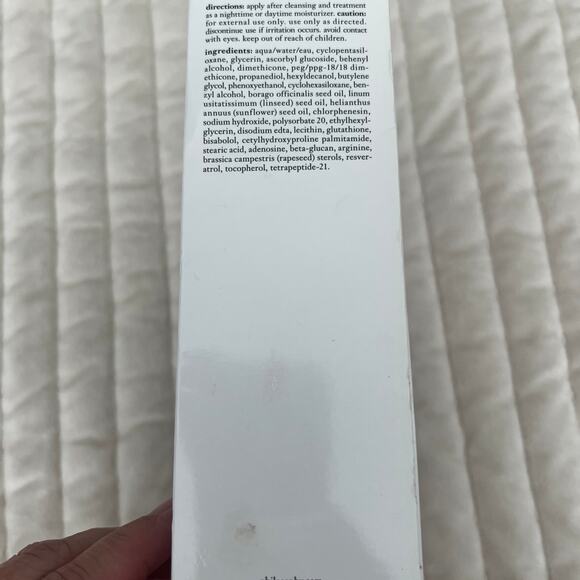 directions: apply after cleansing and treatment
as a nighttime or daytime moisturizer. caution:
for external use only. use only as directed.
discontinue use if irritation occurs. avoid contact
with eyes. keep out of reach of children.
ingredients: aqua/water/eau, cyclopentasil-
oxane, glycerin, ascorbyl glucoside, behenyl
alcohol, dimethicone, peg/ppg-18/18 dim-
ethicone, propanediol, hexyldecanol, butylene
glycol, phenoxyethanol, cyclohexasiloxane, ben-
zyl alcohol, borago officinalis seed oil, linum
usitatissimum (linseed) seed oil, helianthus
annuus (sunflower) seed oil, chlorphenesin,
sodium hydroxide, polysorbate 20, ethylhexyl-
glycerin, disodium edta, lecithin, glutathione,
bisabolol, cetylhydroxyproline palmitamide,
stearic acid, adenosine, beta-glucan, arginine,
brassica campestris (rapeseed) sterols, resver-
atrol, tocopherol, tetrapeptide-21.